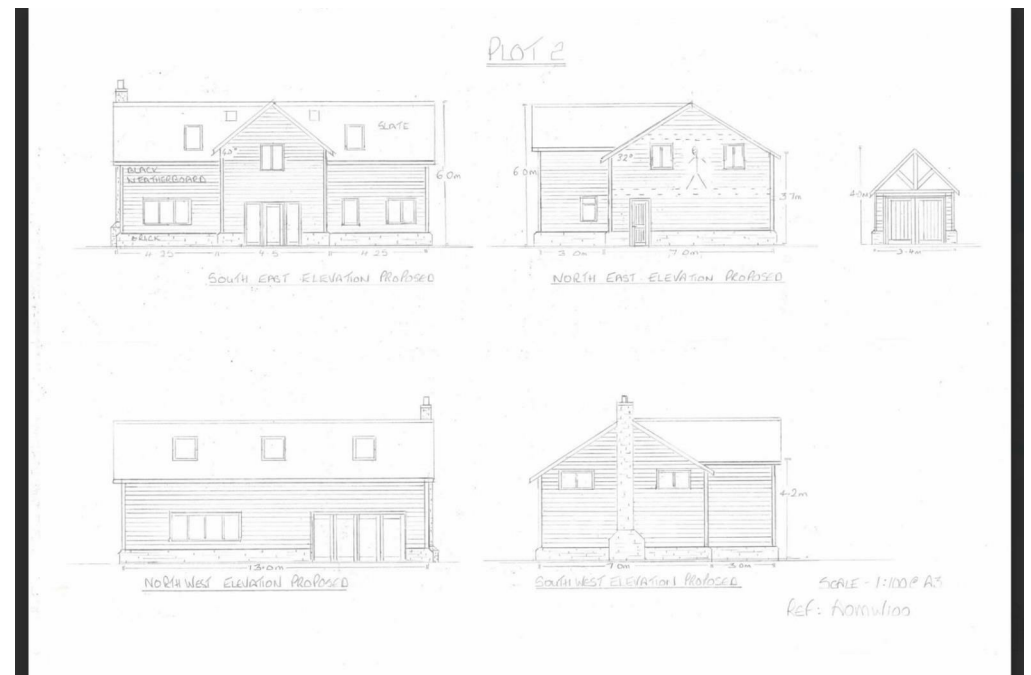 PLOT 2
SLATE
40°
BLACK
WEATHERBOARD
6.0m
BRICK
4.25
4.5
4.25
SOUTH EAST ELEVATION PROPOSED
32°
6.0m
3.7m
3.0m
7.0m
NORTH EAST ELEVATION PROPOSED
4.0m
3.4m
13.0m
NORTH WEST ELEVATION PROPOSED
4.2m
7.0m
3.0m
SOUTH WEST ELEVATION PROPOSED
SCALE - 1:100@ A3
REF: